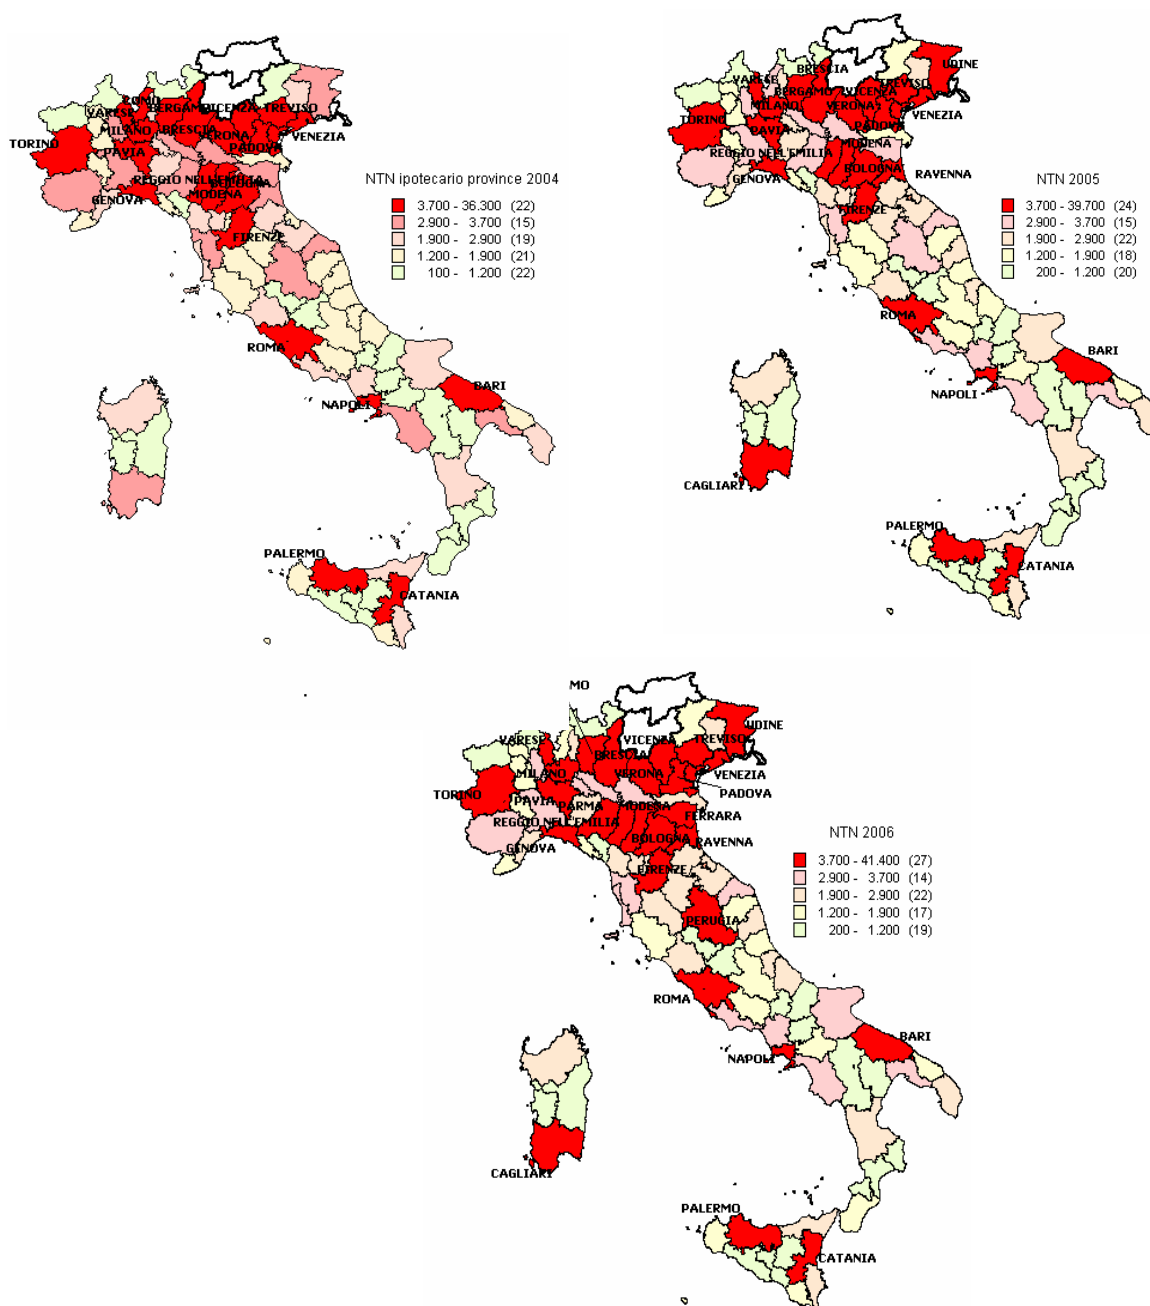 COMO
BERGAMO
VICENZA
TREVISO
VARESE
MILANO
BRESCIA
VERONA
VENEZIA
TORINO
PAVIA
PADOVA
REGGIO NELL'EMILIA
BOLOGNA
MODENA
GENOVA
FIRENZE
ROMA
BARI
NAPOLI
PALERMO
CATANIA
NTN ipotecario province 2004
3.700 - 36.300 (22)
2.900 - 3.700 (15)
1.900 - 2.900 (19)
1.200 - 1.900 (21)
100 - 1.200 (22)
UDINE
BRESCIA
VARESE
TREVISO
BERGAMO
VICENZA
MILANO
VERONA
TORINO
PAVIA
PADOVA
MODENA
REGGIO NELL'EMILIA
BOLOGNA
GENOVA
RAVENNA
FIRENZE
ROMA
BARI
NAPOLI
CAGLIARI
PALERMO
CATANIA
NTN 2005
3.700 - 39.700 (24)
2.900 - 3.700 (15)
1.900 - 2.900 (22)
1.200 - 1.900 (18)
200 - 1.200 (20)
MO
UDINE
VARESE
VICENZA
TREVISO
BRESCIA
MILANO
VERONA
VENEZIA
PADOVA
TORINO
PAVIA
PARMA
MODENA
FERRARA
REGGIO NELL'EMILIA
BOLOGNA
RAVENNA
GENOVA
FIRENZE
PERUGIA
ROMA
BARI
NAPOLI
CAGLIARI
PALERMO
CATANIA
NTN 2006
3.700 - 41.400 (27)
2.900 - 3.700 (14)
1.900 - 2.900 (22)
1.200 - 1.900 (17)
200 - 1.200 (19)